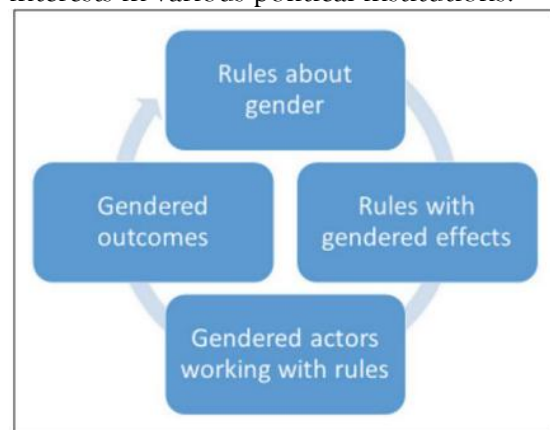 interests in various political institutions.
Rules about
gender
Gendered
outcomes
Rules with
gendered effects
Gendered actors
working with rules